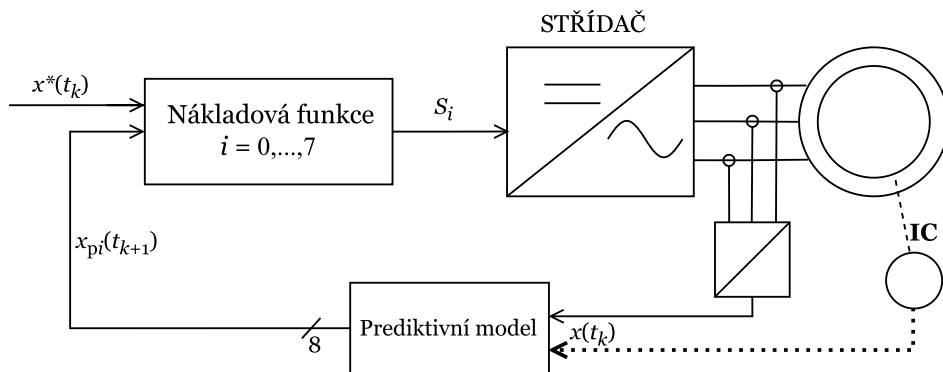 STŘÍDAČ
x*(tₖ)
Nákladová funkce
i = 0,...,7
Sᵢ
xₚᵢ(tₖ₊₁)
IC
Prediktivní model
x(tₖ)
8